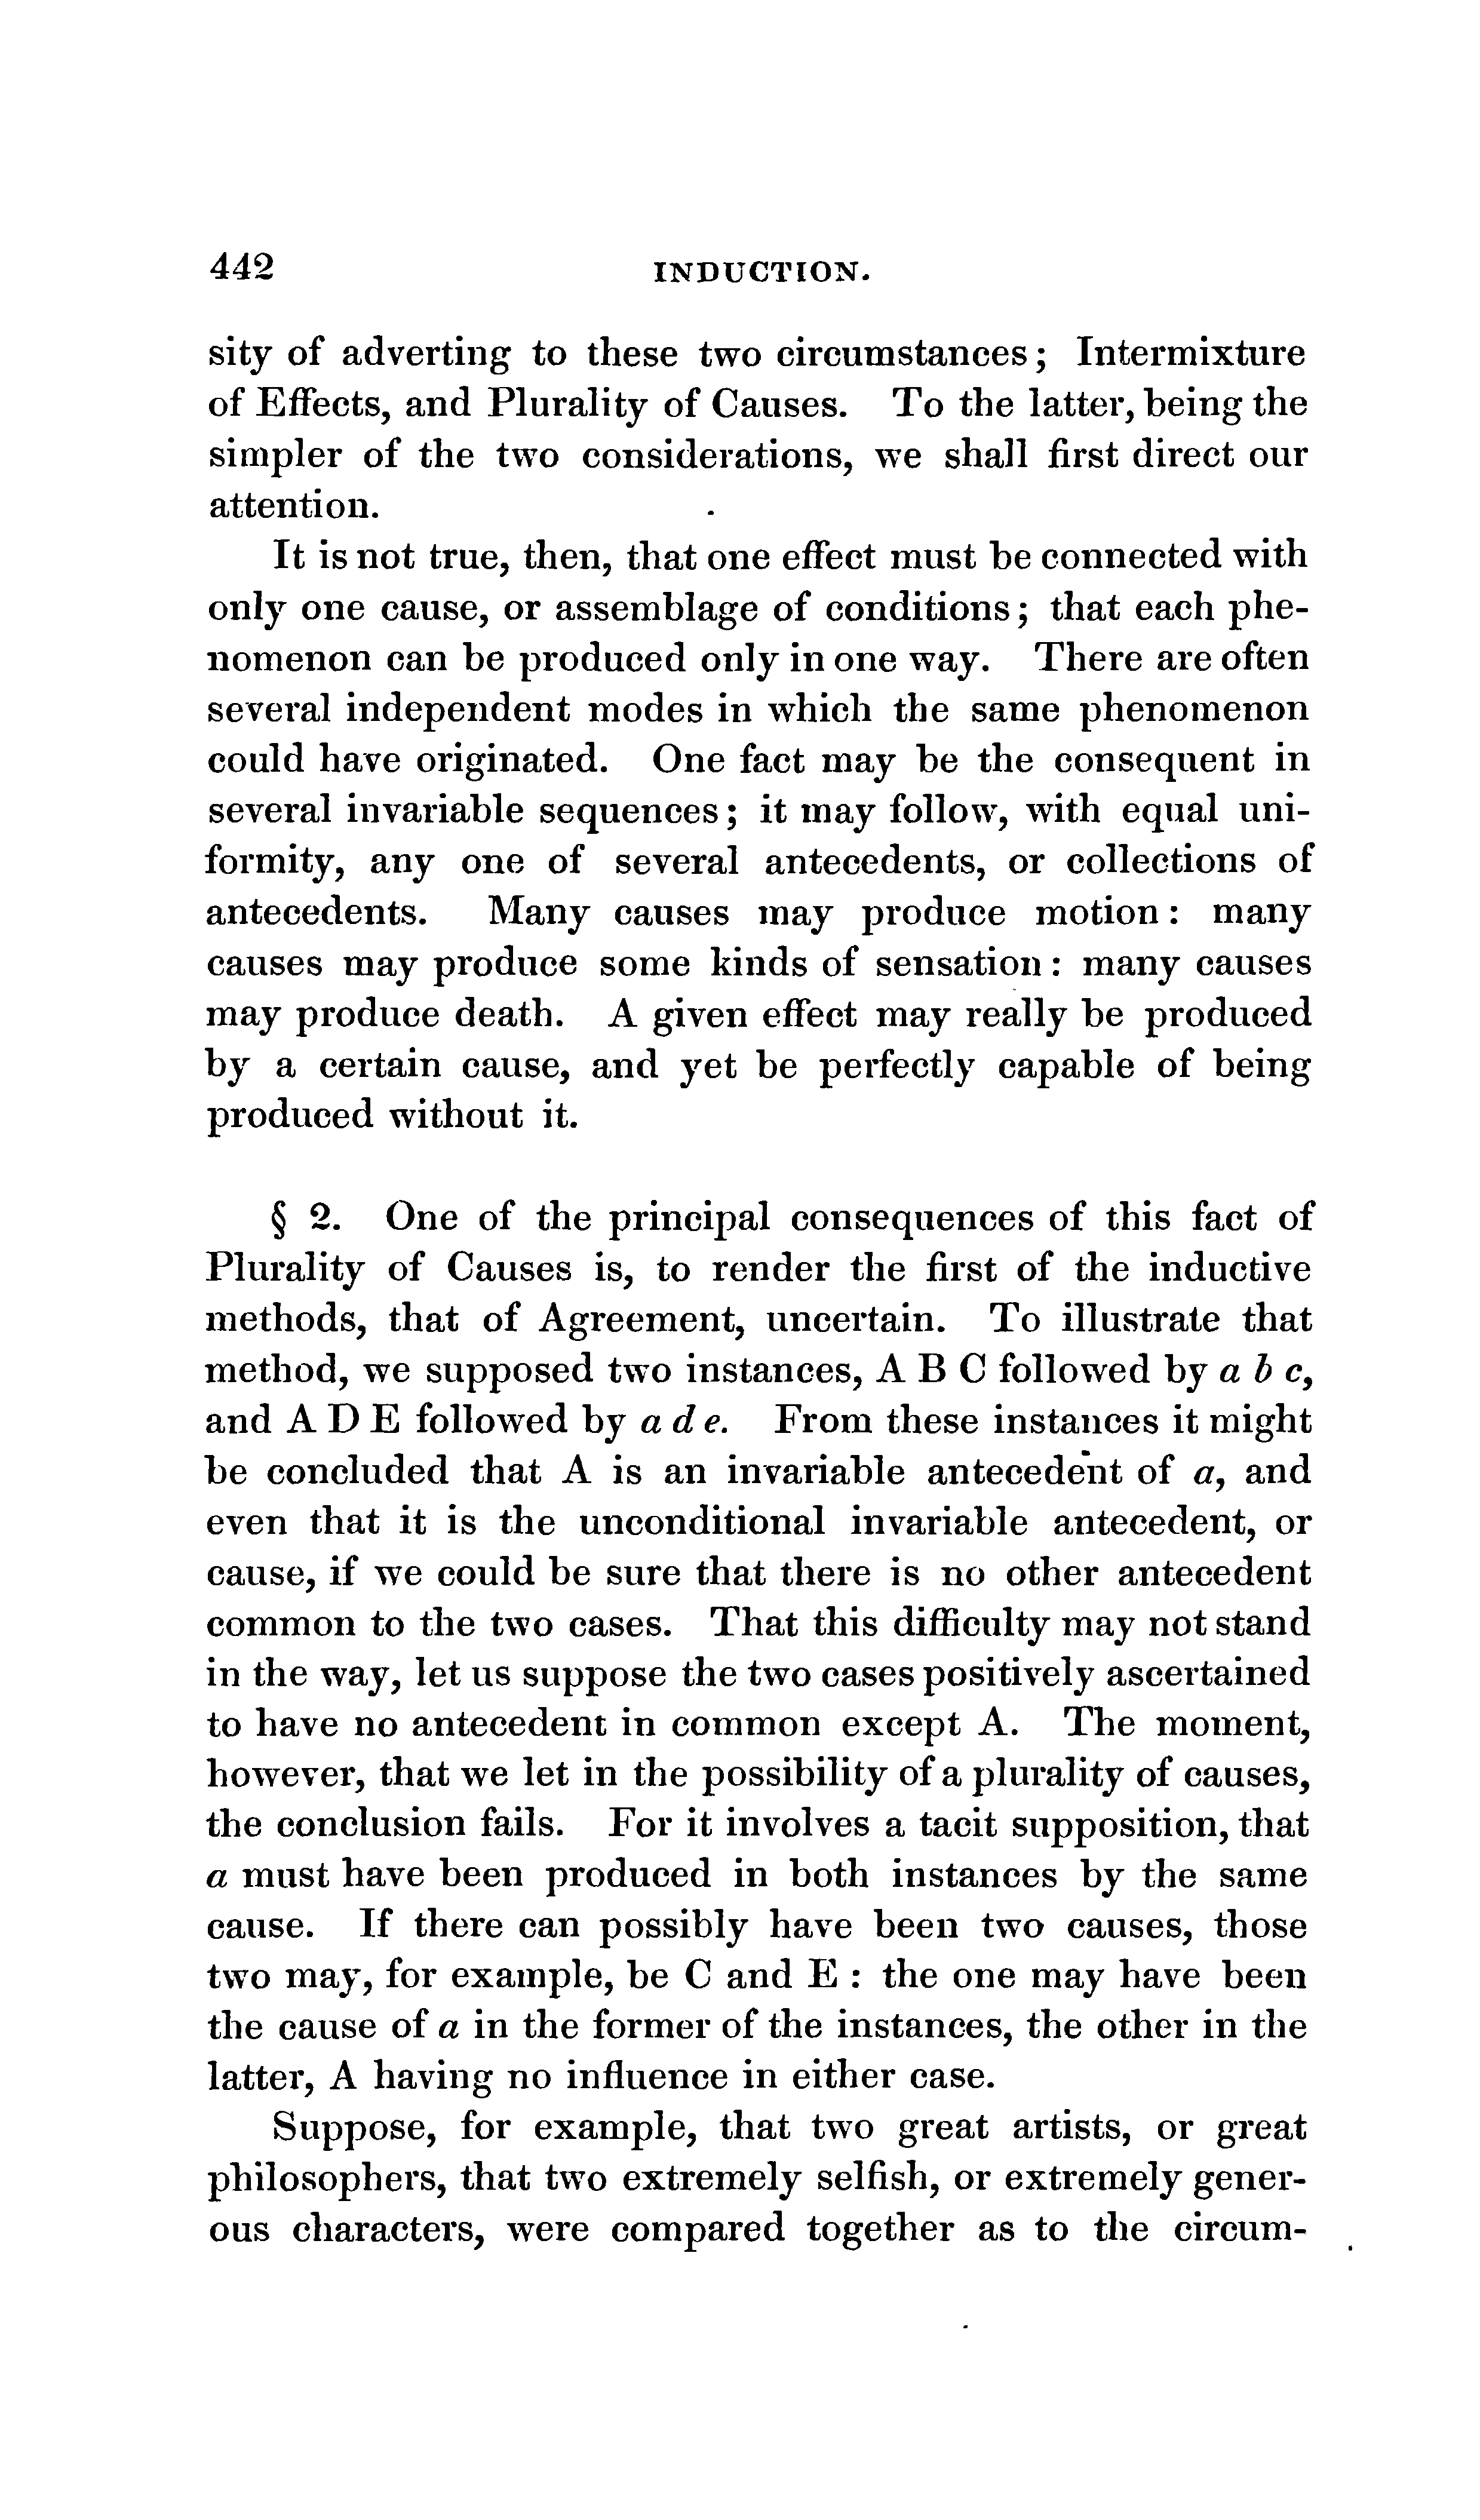 442 INDUCTION.
sity of adverting to these two circumstances; Intermixture
of Effects, and Plurality of Causes. To the latter, being the
simpler of the two considerations, we shall first direct our
attention.
It is not true, then, that one effect must be connected with
only one cause, or assemblage of conditions; that each phe-
nomenon can be produced only in one way. There are often
several independent modes in which the same phenomenon
could have originated. One fact may be the consequent in
several invariable sequences; it may follow, with equal uni-
formity, any one of several antecedents, or collections of
antecedents. Many causes may produce motion: many
causes may produce some kinds of sensation: many causes
may produce death. A given effect may really be produced
by a certain cause, and yet be perfectly capable of being
produced without it.
§ 2. One of the principal consequences of this fact of
Plurality of Causes is, to render the first of the inductive
methods, that of Agreement, uncertain. To illustrate that
method, we supposed two instances, A B C followed by a b c,
and A D E followed by a d e. From these instances it might
be concluded that A is an invariable antecedent of a, and
even that it is the unconditional invariable antecedent, or
cause, if we could be sure that there is no other antecedent
common to the two cases. That this difficulty may not stand
in the way, let us suppose the two cases positively ascertained
to have no antecedent in common except A. The moment,
however, that we let in the possibility of a plurality of causes,
the conclusion fails. For it involves a tacit supposition, that
a must have been produced in both instances by the same
cause. If there can possibly have been two causes, those
two may, for example, be C and E : the one may have been
the cause of a in the former of the instances, the other in the
latter, A having no influence in either case.
Suppose, for example, that two great artists, or great
philosophers, that two extremely selfish, or extremely gener-
ous characters, were compared together as to the circum-